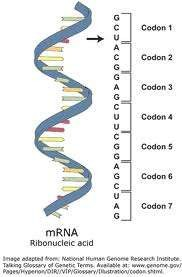 G
C Codon 1
U
A
C Codon 2
G
G
A Codon 3
G
C
U Codon 4
U
C
G Codon 5
G
A
G Codon 6
C
U
A Codon 7
G
mRNA
Ribonucleic acid
Image adapted from: National Human Genome Research Institute.
Talking Glossary of Genetic Terms. Available at: www.genome.gov/
Pages/Hyperion/DIR//VIP/Glossary/Illustration/codon.shtml.